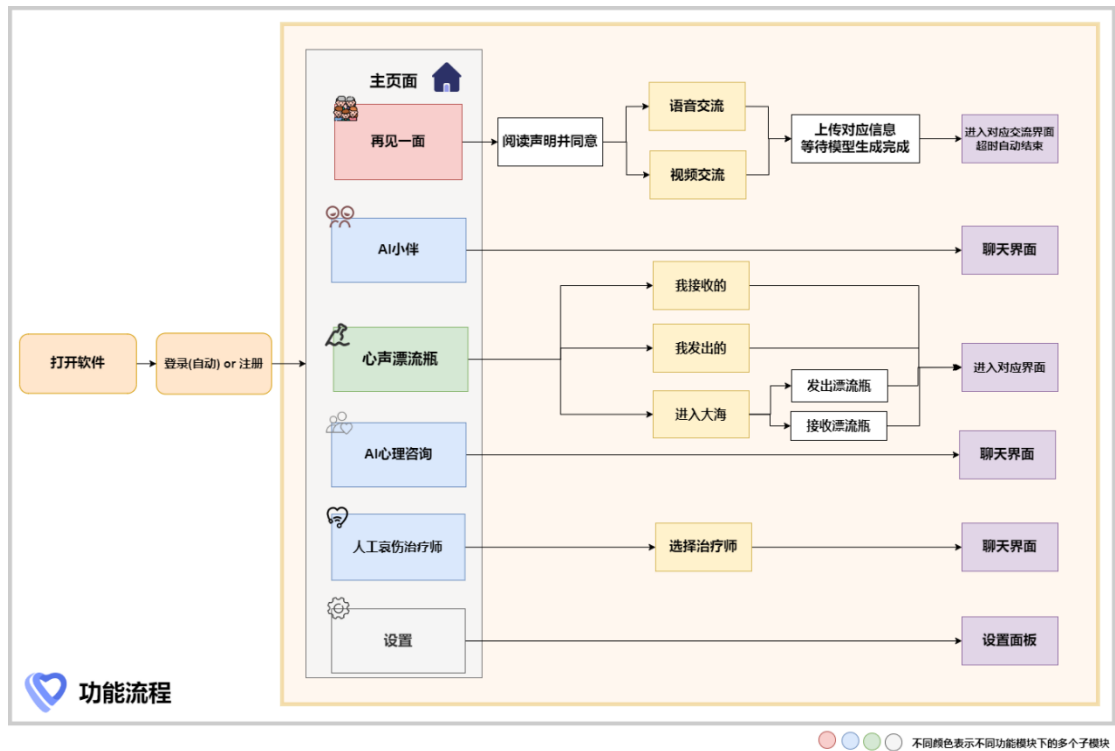 主页面
再见一面
阅读声明并同意
语音交流
视频交流
上传对应信息
等待模型生成完成
进入对应交流界面
超时自动结束
AI小伴
聊天界面
打开软件
登录(自动) or 注册
心声漂流瓶
我接收的
我发出的
进入大海
发出漂流瓶
接收漂流瓶
进入对应界面
AI心理咨询
聊天界面
人工哀伤治疗师
选择治疗师
聊天界面
设置
设置面板
功能流程
不同颜色表示不同功能模块下的多个子模块